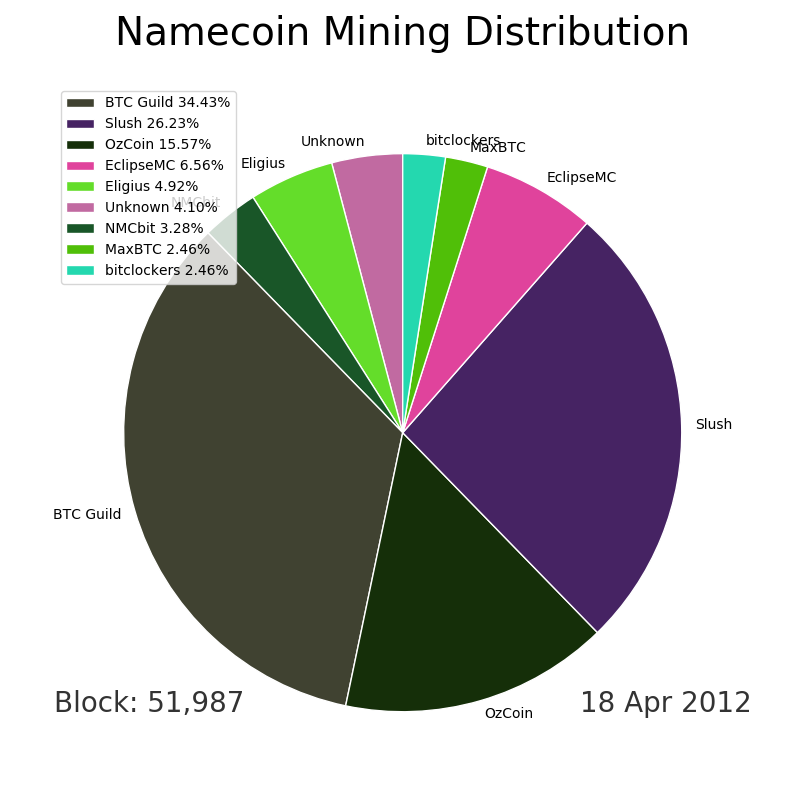 Namecoin Mining Distribution
BTC Guild 34.43%
Slush 26.23%
OzCoin 15.57%
EclipseMC 6.56%
Eligius 4.92%
Unknown 4.10%
NMCbit 3.28%
MaxBTC 2.46%
bitclockers 2.46%
bitclockers
MaxBTC
EclipseMC
Unknown
Eligius
NMCbit
Slush
BTC Guild
OzCoin
Block: 51,987
18 Apr 2012